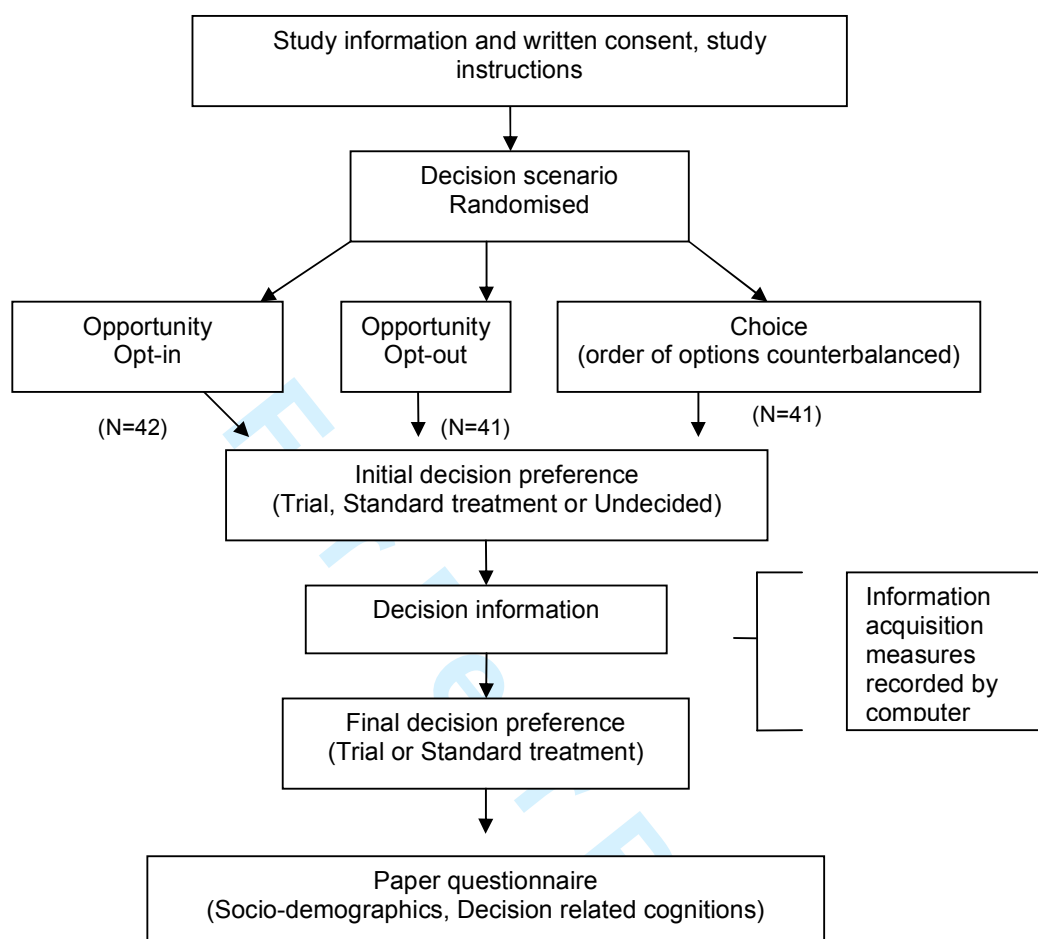 Study information and written consent, study
instructions
Decision scenario
Randomised
Opportunity
Opt-in
Opportunity
Opt-out
Choice
(order of options counterbalanced)
(N=42)
(N=41)
(N=41)
Initial decision preference
(Trial, Standard treatment or Undecided)
Decision information
Information
acquisition
measures
recorded by
computer
Final decision preference
(Trial or Standard treatment)
Paper questionnaire
(Socio-demographics, Decision related cognitions)